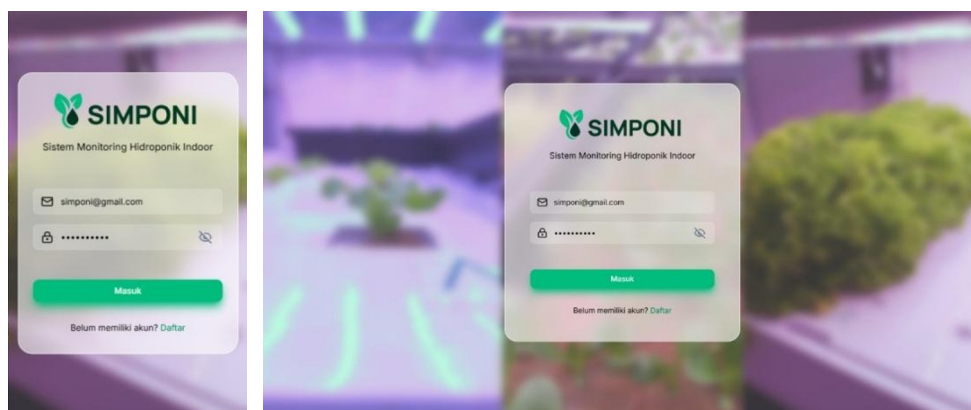 SIMPONI
Sistem Monitoring Hidroponik Indoor
simponi@gmail.com
••••••••••
Masuk
Belum memiliki akun? Daftar
SIMPONI
Sistem Monitoring Hidroponik Indoor
simponi@gmail.com
••••••••••
Masuk
Belum memiliki akun? Daftar